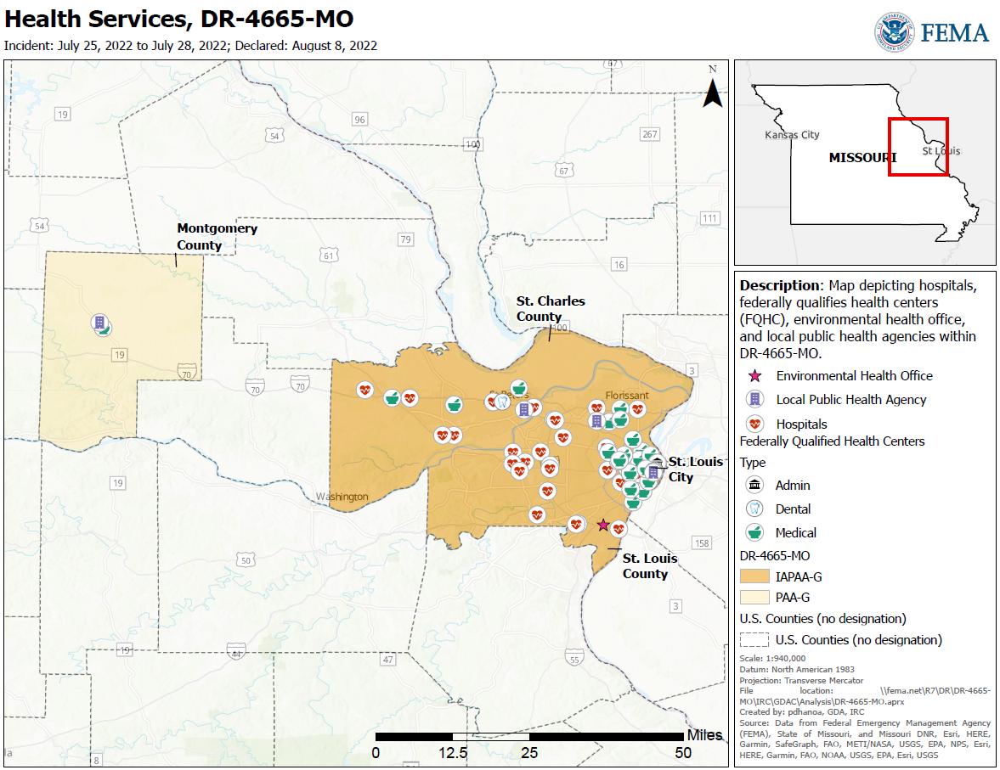 Health Services, DR-4665-MO
Incident: July 25, 2022 to July 28, 2022; Declared: August 8, 2022
FEMA
N
67
19
96
54
100
267
67
54
111
79
61
16
Montgomery
County
St. Charles
County
100
19
70
70
70
3
St Peters
Florissant
St. Louis
City
Washington
19
158
50
St. Louis
County
3
19
44
47
55
8
Miles
0 12.5 25 50
Kansas City
MISSOURI
St Louis
Description: Map depicting hospitals,
federally qualifies health centers
(FQHC), environmental health office,
and local public health agencies within
DR-4665-MO.
Environmental Health Office
Local Public Health Agency
Hospitals
Federally Qualified Health Centers
Type
Admin
Dental
Medical
DR-4665-MO
IAPAA-G
PAA-G
U.S. Counties (no designation)
U.S. Counties (no designation)
Scale: 1:940,000
Datum: North American 1983
Projection: Transverse Mercator
File location: \\fema.net\R7\DR\DR-4665-
MO\IRC\GDAC\Analysis\DR-4665-MO.aprx
Created by: pdhanoa, GDA, IRC
Source: Data from Federal Emergency Management Agency
(FEMA), State of Missouri, and Missouri DNR, Esri, HERE,
Garmin, SafeGraph, FAO, METI/NASA, USGS, EPA, NPS, Esri,
HERE, Garmin, FAO, NOAA, USGS, EPA, Esri, USGS